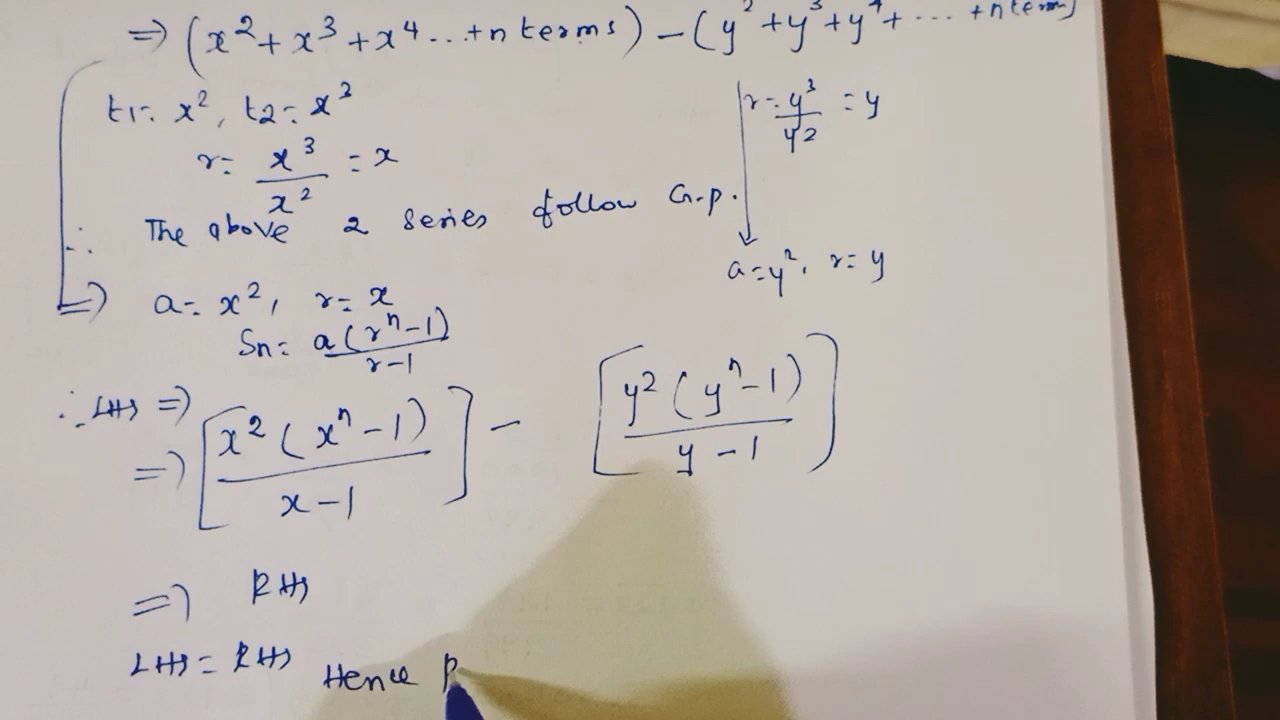 => (x² + x³ + x⁴ ... + n terms) - (y² + y³ + y⁴ + ... + n terms)
t1 = x², t2 = x³
r = x³/x² = x
r = y³/y² = y
∴ The above 2 series follow G.p.
a = y², r = y
=> a = x², r = x
Sn = a(rⁿ-1)/r-1
∴ LHS =>
=> [x²(xⁿ-1)/x-1] - [y²(yⁿ-1)/y-1]
=> RHS
LHS = RHS Hence P